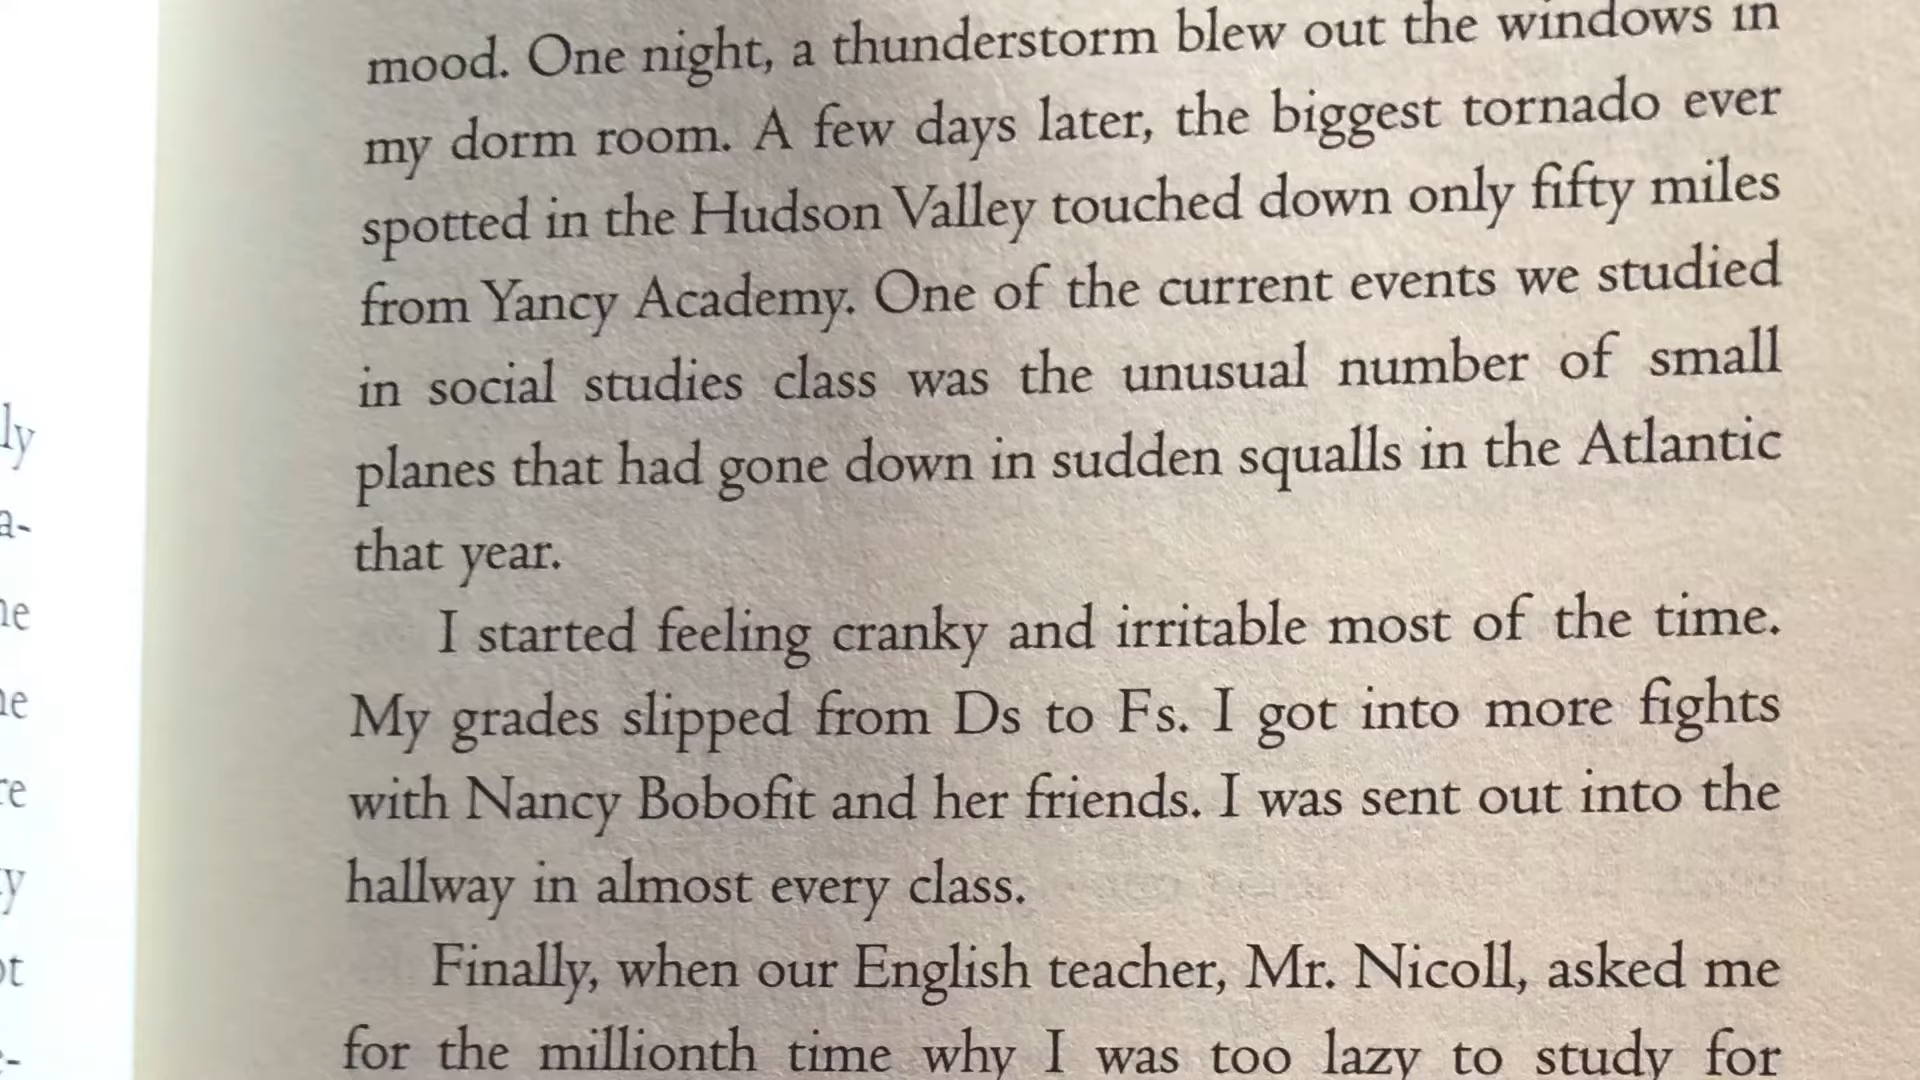 mood. One night, a thunderstorm blew out the windows in
my dorm room. A few days later, the biggest tornado ever
spotted in the Hudson Valley touched down only fifty miles
from Yancy Academy. One of the current events we studied
in social studies class was the unusual number of small
planes that had gone down in sudden squalls in the Atlantic
that year.
I started feeling cranky and irritable most of the time.
My grades slipped from Ds to Fs. I got into more fights
with Nancy Bobofit and her friends. I was sent out into the
hallway in almost every class.
Finally, when our English teacher, Mr. Nicoll, asked me
for the millionth time why I was too lazy to study for